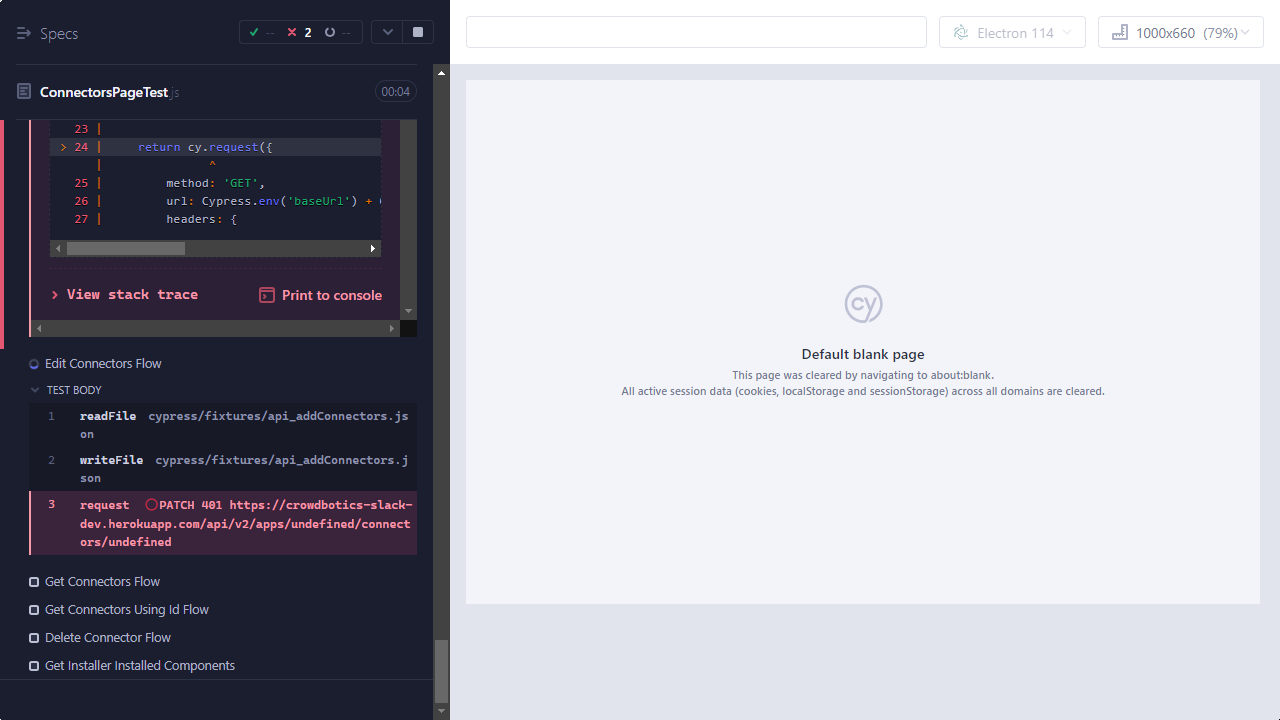 Specs
-- 2 --
Electron 114
1000x660 (79%)
ConnectorsPageTest.js
00:04
23 |
> 24 | return cy.request({
| ^
25 | method: 'GET',
26 | url: Cypress.env('baseUrl') +
27 | headers: {
View stack trace
Print to console
Edit Connectors Flow
TEST BODY
1 readFile cypress/fixtures/api_addConnectors.js
on
2 writeFile cypress/fixtures/api_addConnectors.j
son
3 request PATCH 401 https://crowdbotics-slack-
dev.herokuapp.com/api/v2/apps/undefined/connect
ors/undefined
Get Connectors Flow
Get Connectors Using Id Flow
Delete Connector Flow
Get Installer Installed Components
cy
Default blank page
This page was cleared by navigating to about:blank.
All active session data (cookies, localStorage and sessionStorage) across all domains are cleared.